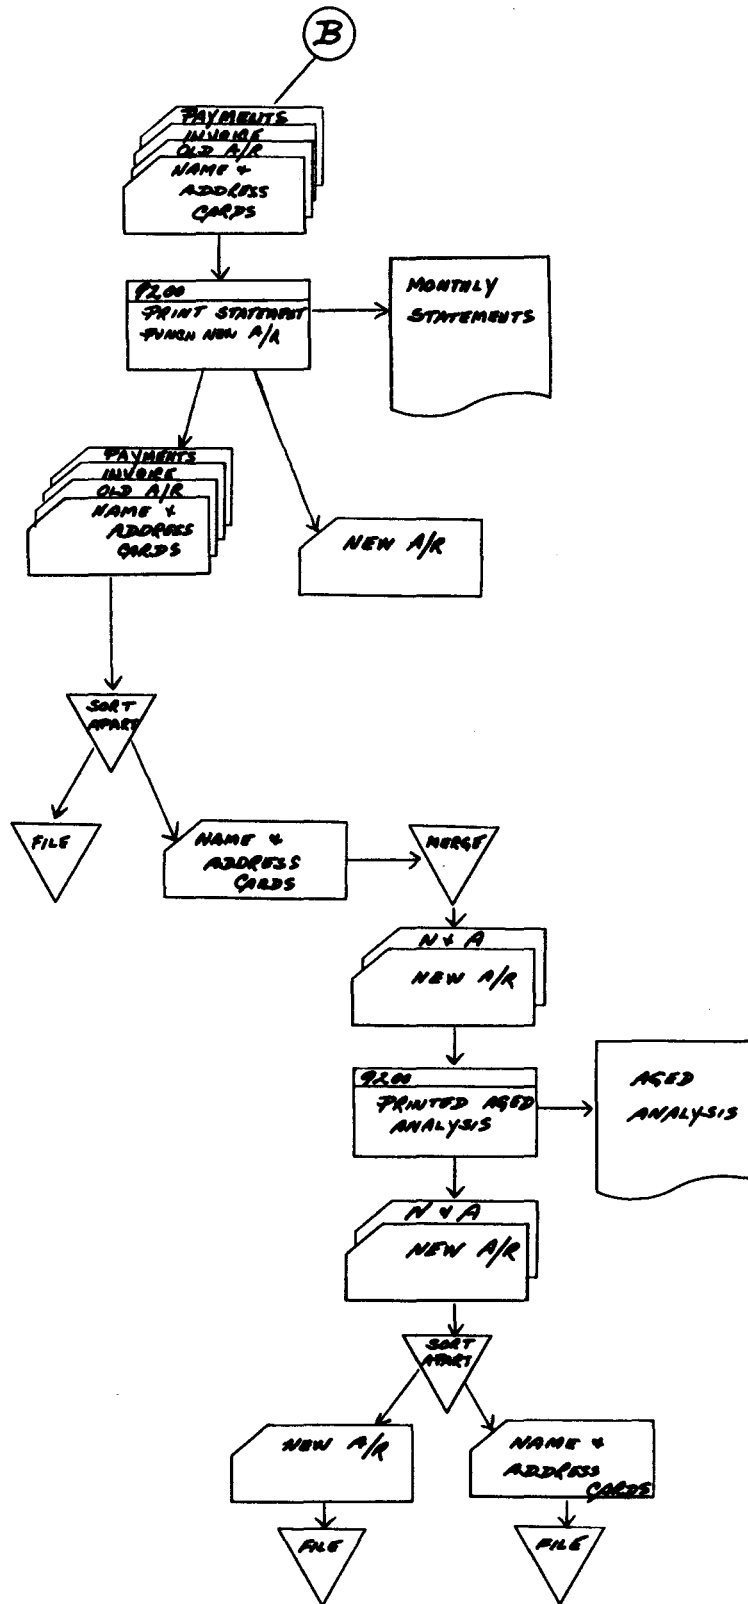 B
PAYMENTS
INVOICE
OLD A/R
NAME &
ADDRESS
CARDS
9200
PRINT STATEMENT
PUNCH NEW A/R
MONTHLY
STATEMENTS
PAYMENTS
INVOICE
OLD A/R
NAME &
ADDRESS
CARDS
NEW A/R
SORT
APART
FILE
NAME &
ADDRESS
CARDS
MERGE
N & A
NEW A/R
9200
PRINTED AGED
ANALYSIS
AGED
ANALYSIS
N & A
NEW A/R
SORT
APART
NEW A/R
NAME &
ADDRESS
CARDS
FILE
FILE